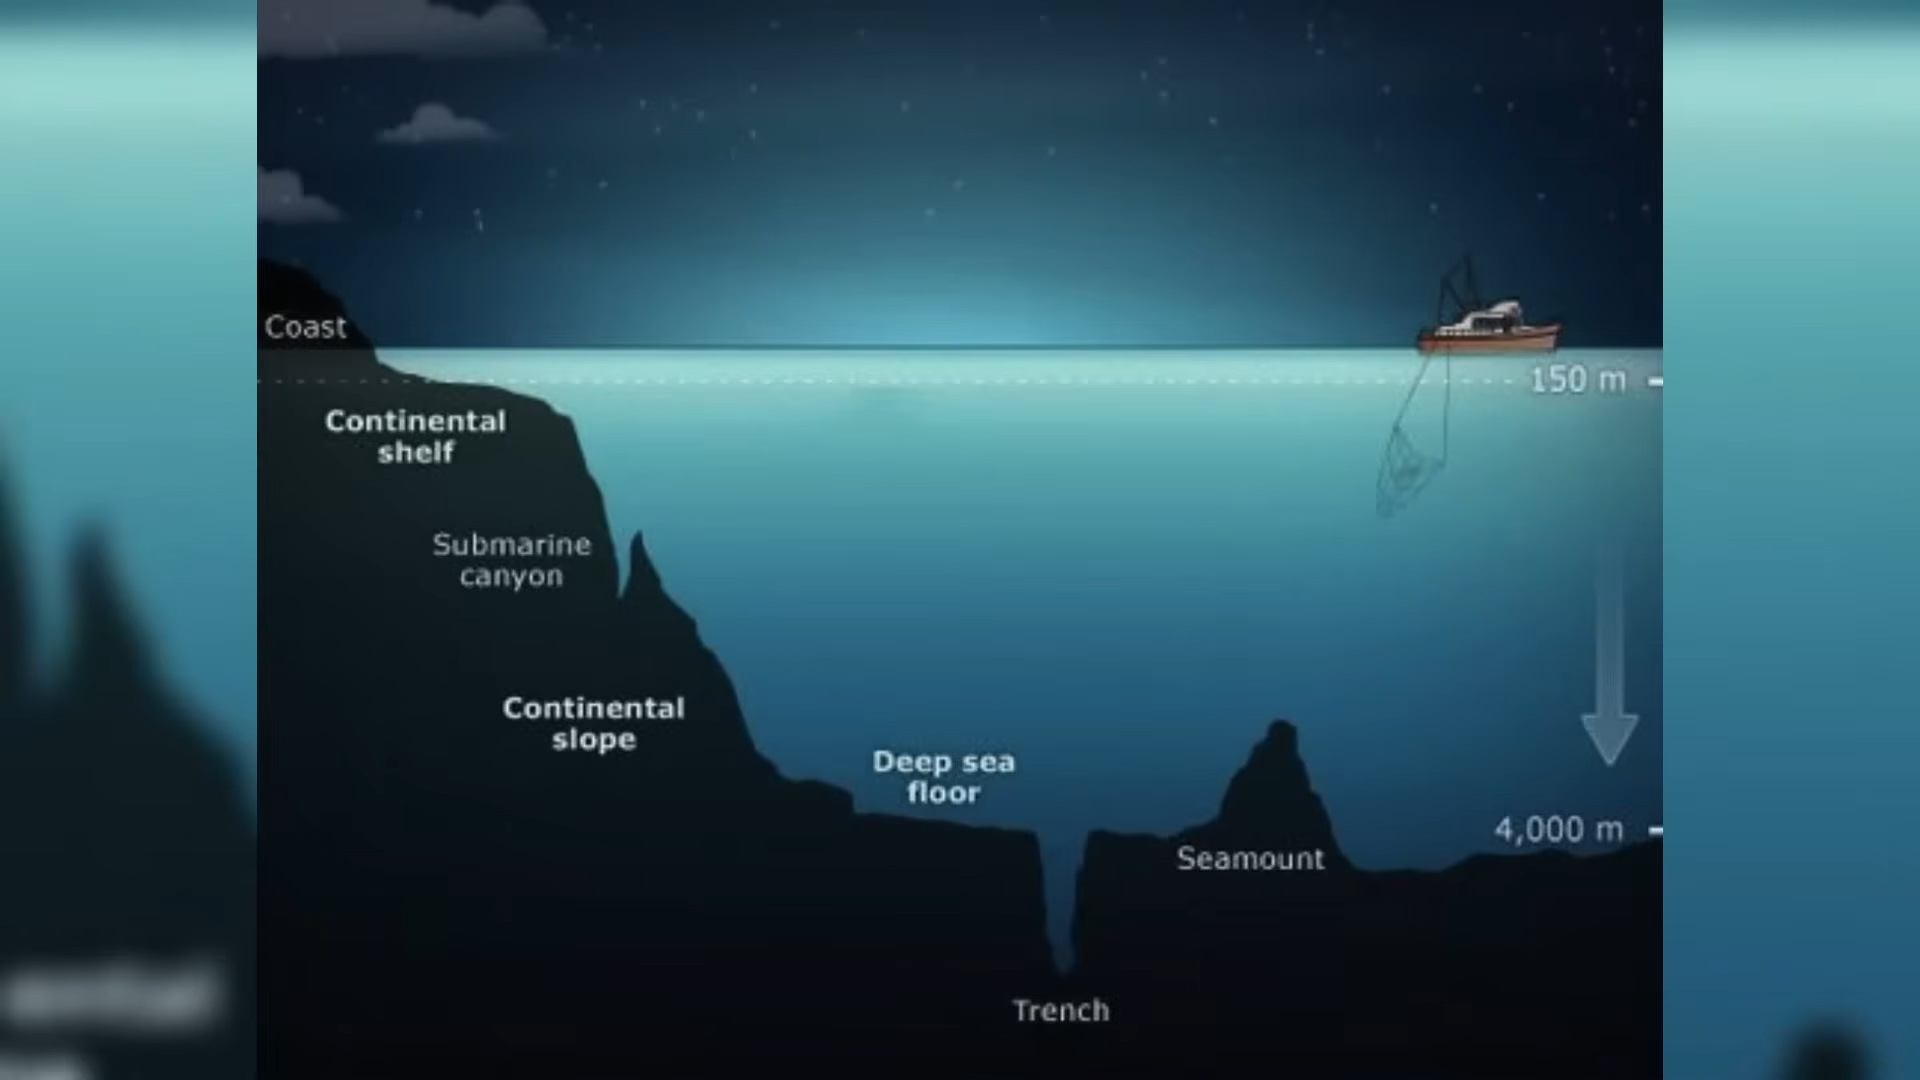 Coast
150 m
Continental
shelf
Submarine
canyon
Continental
slope
Deep sea
floor
4,000 m
Seamount
Trench